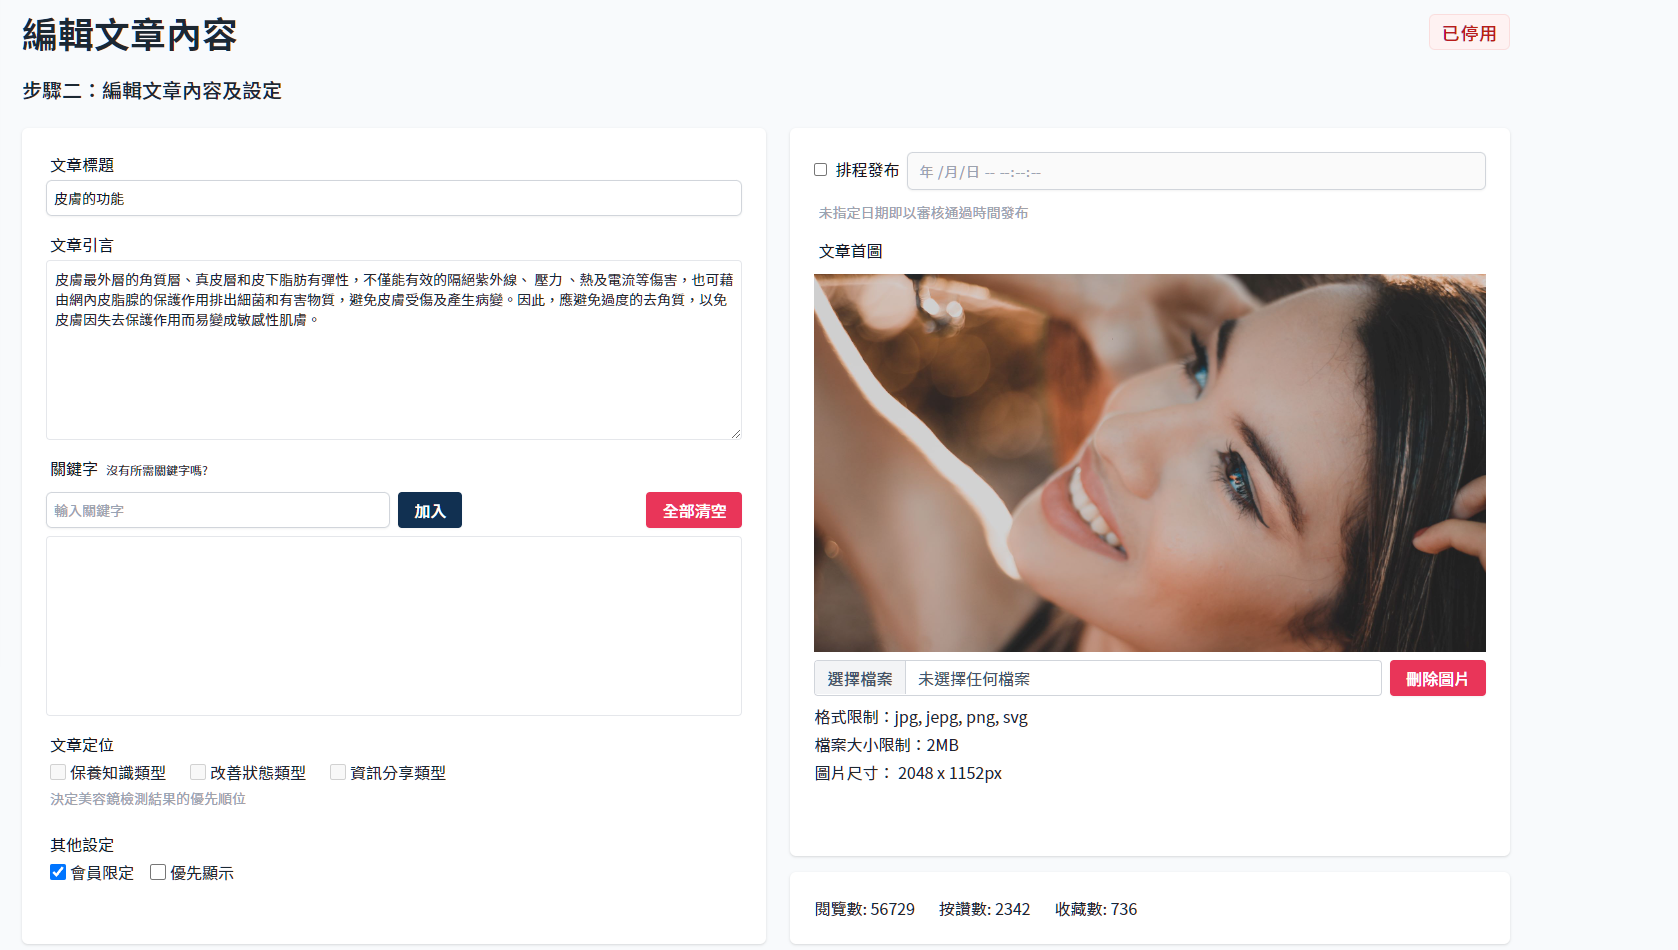 編輯文章內容
已停用
步驟二：編輯文章內容及設定
文章標題
皮膚的功能
文章引言
皮膚最外層的角質層、真皮層和皮下脂肪有彈性，不僅能有效的隔絕紫外線、 壓力 、熱及電流等傷害，也可藉
由網內皮脂腺的保護作用排出細菌和有害物質，避免皮膚受傷及產生病變。因此，應避免過度的去角質，以免
皮膚因失去保護作用而易變成敏感性肌膚。
關鍵字 沒有所需關鍵字嗎?
輸入關鍵字 加入 全部清空
文章定位
保養知識類型 改善狀態類型 資訊分享類型
決定美容鏡檢測結果的優先順位
其他設定
會員限定 優先顯示
排程發布 年 /月/日 -- --:--:--
未指定日期即以審核通過時間發布
文章首圖
選擇檔案 未選擇任何檔案 刪除圖片
格式限制：jpg, jepg, png, svg
檔案大小限制：2MB
圖片尺寸： 2048 x 1152px
閱覽數: 56729 按讚數: 2342 收藏數: 736